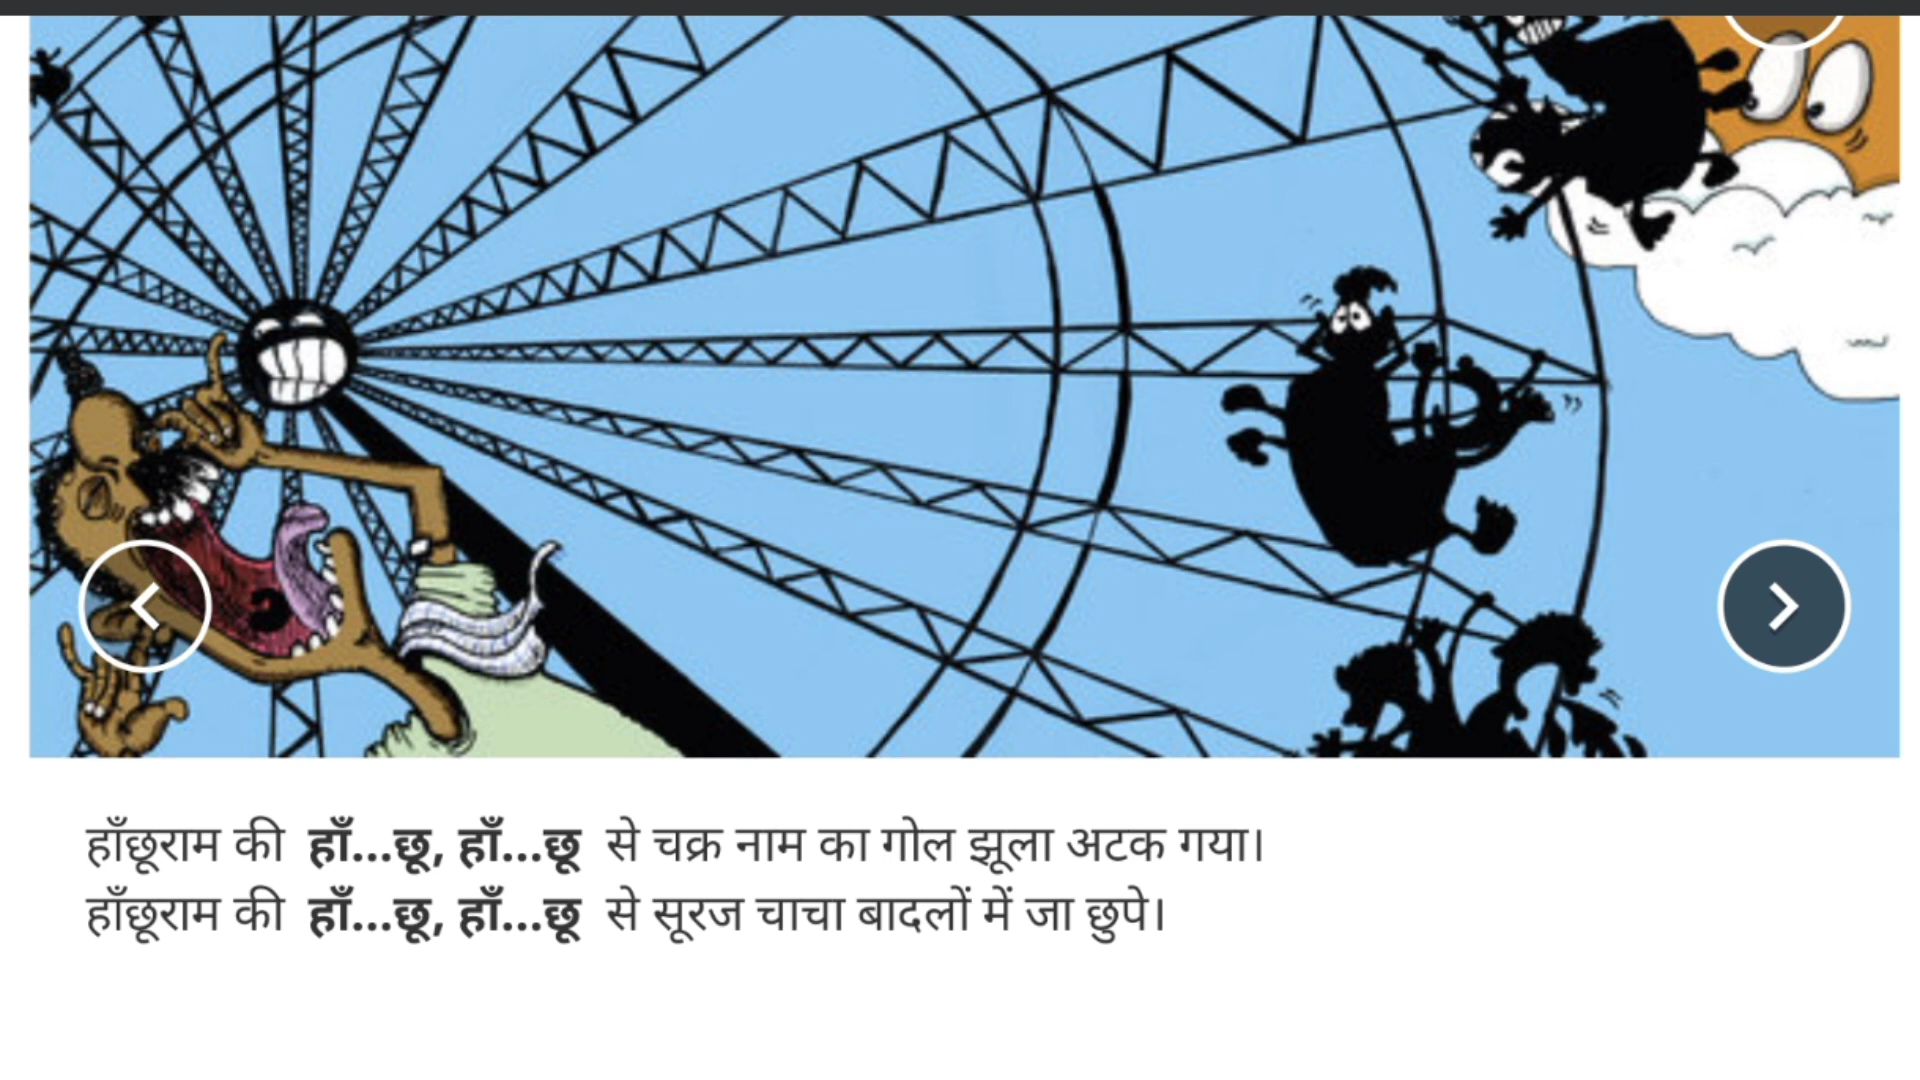 हाँछूराम की हाँ...छू, हाँ...छू से चक्र नाम का गोल झूला अटक गया।
हाँछूराम की हाँ...छू, हाँ...छू से सूरज चाचा बादलों में जा छुपे।